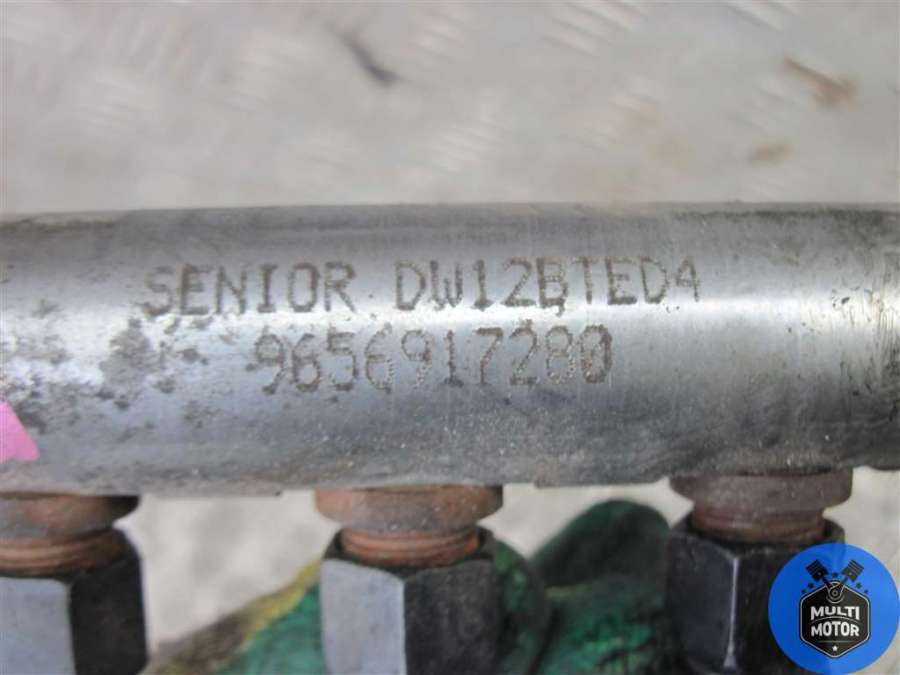 SENIOR DW12BTED4
9656917280
MULTI
MOTOR